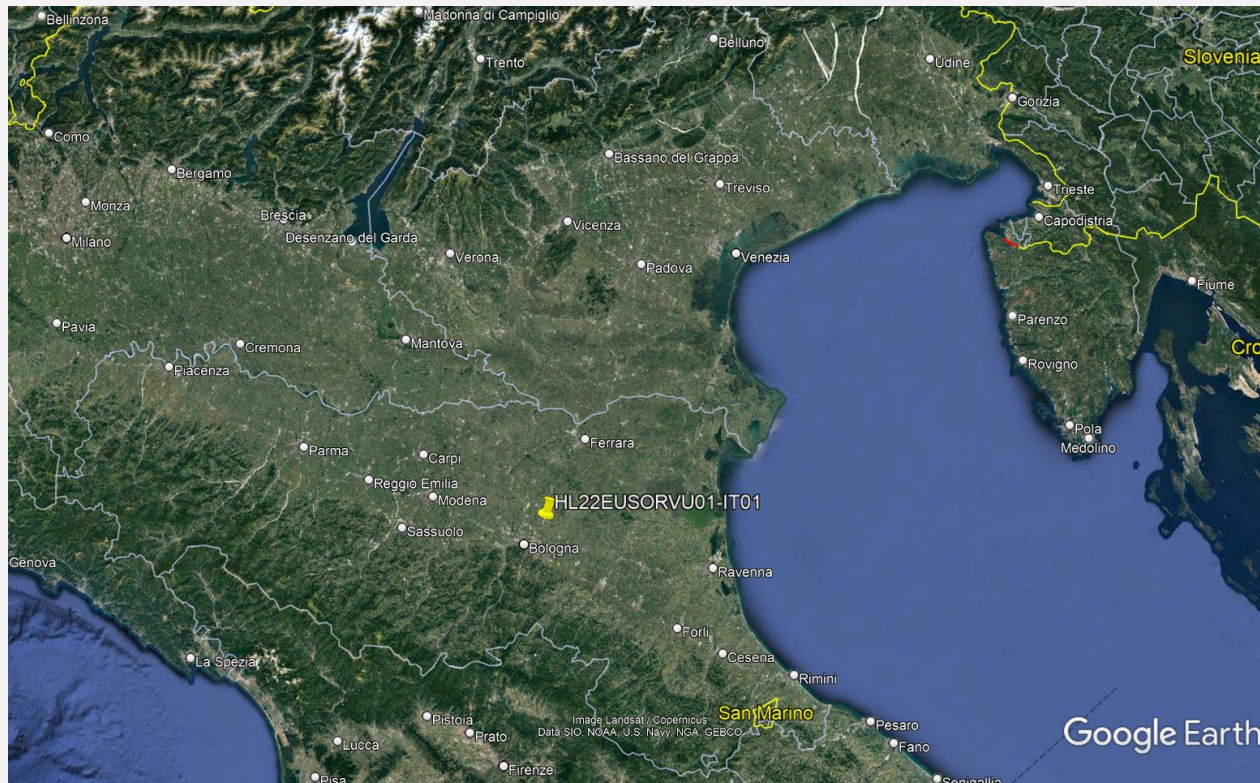 Bellinzona
Madonna di Campiglio
Belluno
Udine
Slovenia
Trento
Gorizia
Como
Bassano del Grappa
Bergamo
Treviso
Trieste
Monza
Brescia
Vicenza
Capodistria
Milano
Desenzano del Garda
Verona
Padova
Venezia
Fiume
Pavia
Parenzo
Cremona
Mantova
Cro
Piacenza
Rovigno
Parma
Carpi
Ferrara
Pola
Medolino
Reggio Emilia
Modena
HL22EUSORVU01-IT01
Sassuolo
Bologna
Genova
Ravenna
Forlì
Cesena
La Spezia
Rimini
San Marino
Pistoia
Image Landsat / Copernicus
Data SIO, NOAA, U.S. Navy, NGA, GEBCO
Pesaro
Google Earth
Lucca
Prato
Fano
Firenze
Pisa
Senigallia